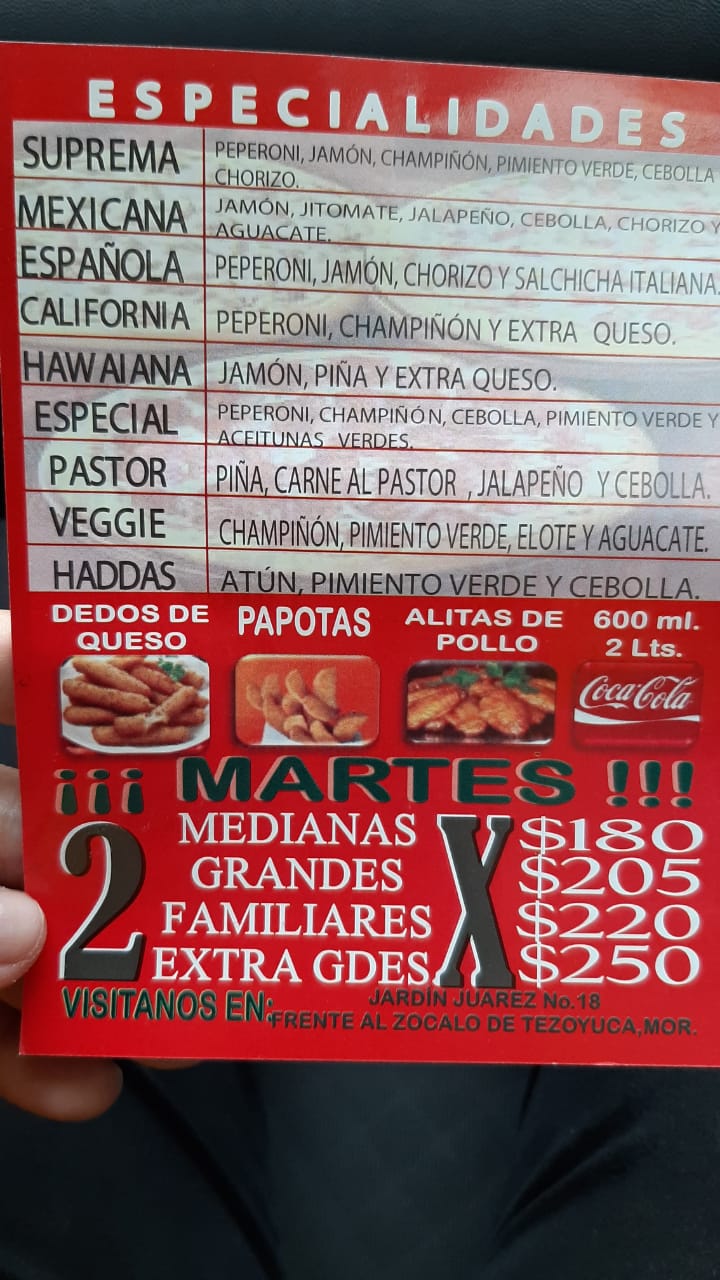 ESPECIALIDADES
SUPREMA
PEPERONI, JAMÓN, CHAMPIÑÓN, PIMIENTO VERDE, CEBOLLA
CHORIZO.
MEXICANA
JAMÓN, JITOMATE, JALAPEÑO, CEBOLLA, CHORIZO Y
AGUACATE.
ESPAÑOLA
PEPERONI, JAMÓN, CHORIZO Y SALCHICHA ITALIANA.
CALIFORNIA
PEPERONI, CHAMPIÑÓN Y EXTRA QUESO.
HAWAIANA
JAMÓN, PIÑA Y EXTRA QUESO.
ESPECIAL
PEPERONI, CHAMPIÑÓN, CEBOLLA, PIMIENTO VERDE Y
ACEITUNAS VERDES.
PASTOR
PIÑA, CARNE AL PASTOR , JALAPEÑO Y CEBOLLA.
VEGGIE
CHAMPIÑÓN, PIMIENTO VERDE, ELOTE Y AGUACATE.
HADDAS
ATÚN, PIMIENTO VERDE Y CEBOLLA.
DEDOS DE
QUESO
PAPOTAS
ALITAS DE
POLLO
600 ml.
2 Lts.
Coca-Cola
¡¡¡ MARTES !!!
2
MEDIANAS
GRANDES
FAMILIARES
EXTRA GDES.
X
$180
$205
$220
$250
VISITANOS EN:
JARDÍN JUAREZ No.18
FRENTE AL ZOCALO DE TEZOYUCA,MOR.